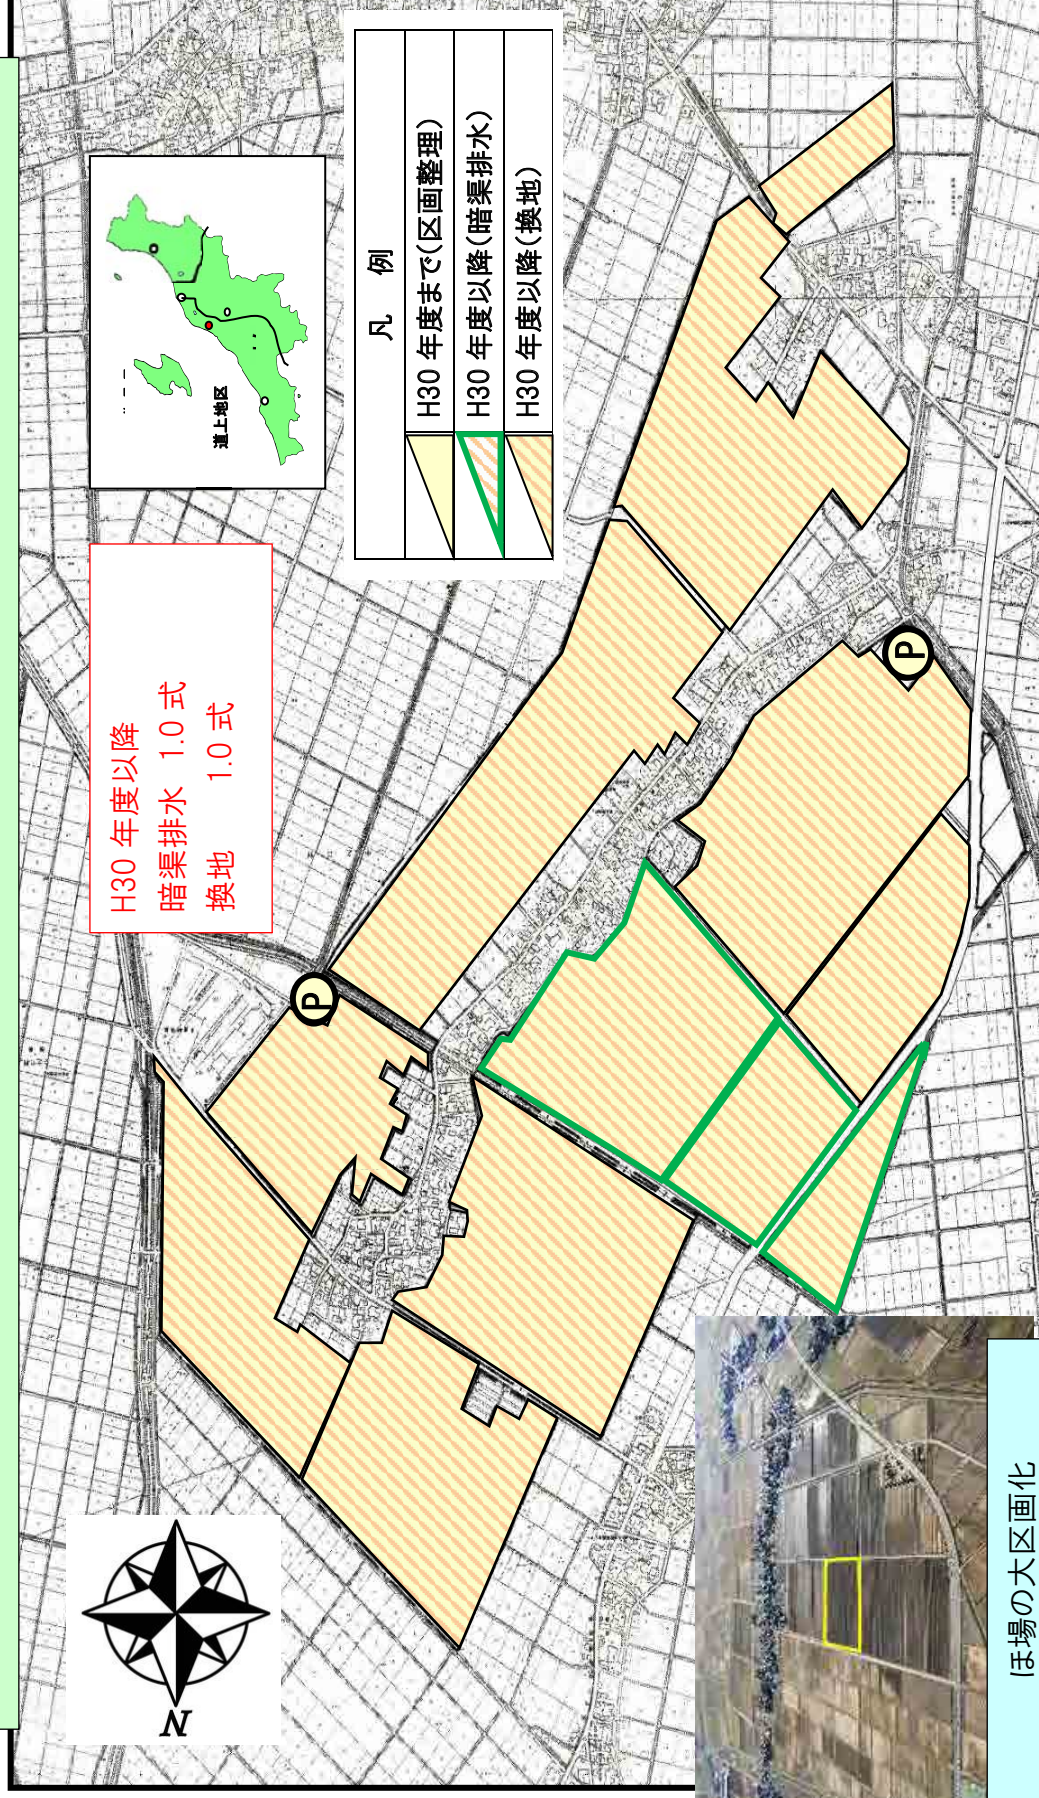 道上地区
H30 年度以降
暗渠排水 1.0 式
換地 1.0 式
凡 例
H30 年度まで(区画整理)
H30 年度以降(暗渠排水)
H30 年度以降(換地)
P
P
N
ほ場の大区画化